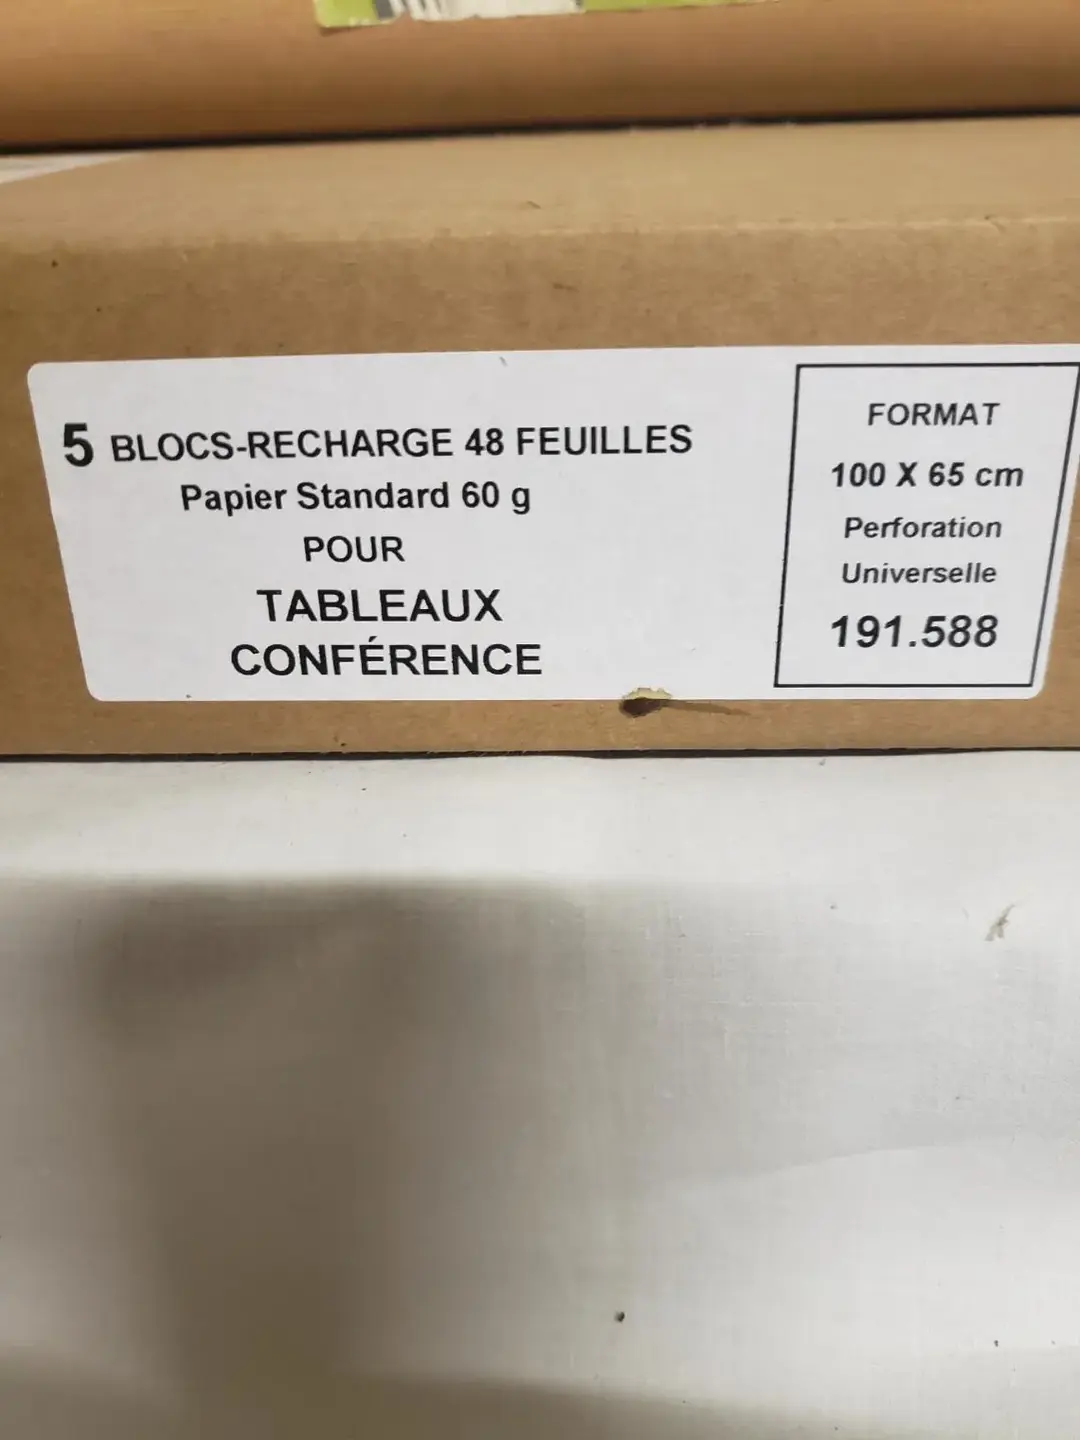 5 BLOCS-RECHARGE 48 FEUILLES
Papier Standard 60 g
POUR
TABLEAUX
CONFÉRENCE
FORMAT
100 X 65 cm
Perforation
Universelle
191.588